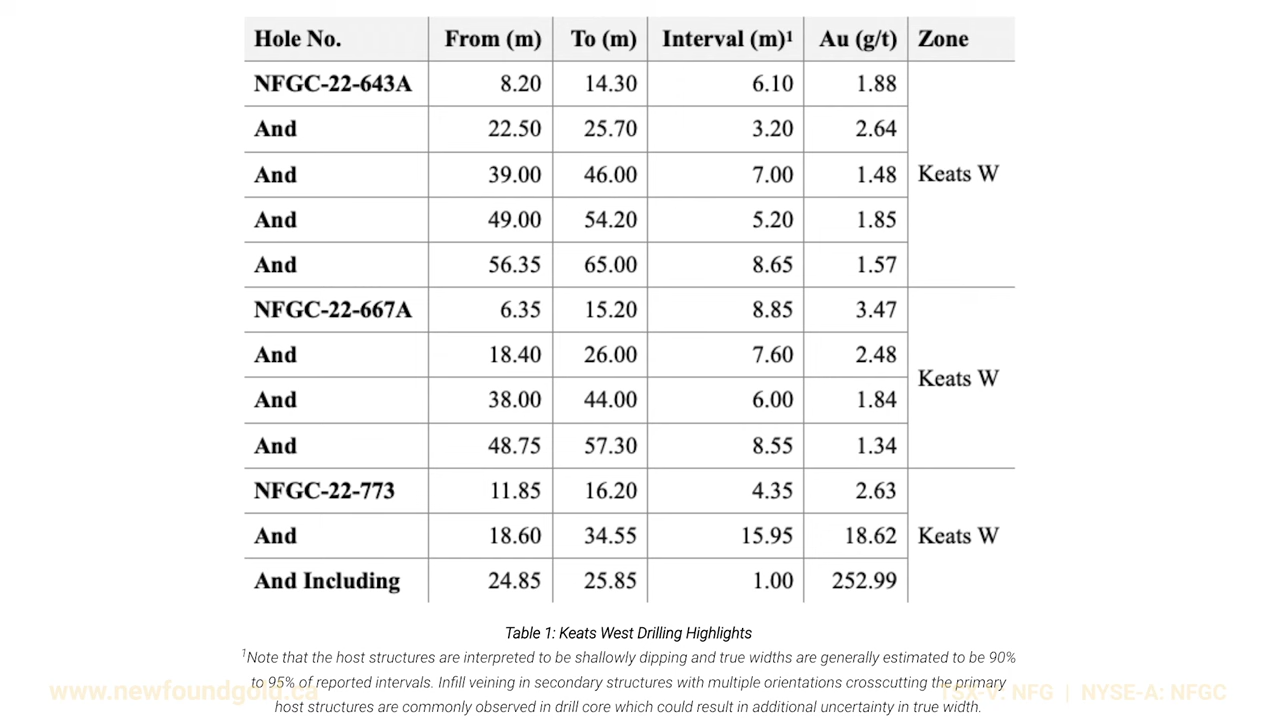 Hole No. From (m) To (m) Interval (m)¹ Au (g/t) Zone
NFGC-22-643A 8.20 14.30 6.10 1.88
And 22.50 25.70 3.20 2.64
And 39.00 46.00 7.00 1.48 Keats W
And 49.00 54.20 5.20 1.85
And 56.35 65.00 8.65 1.57
NFGC-22-667A 6.35 15.20 8.85 3.47
And 18.40 26.00 7.60 2.48
Keats W
And 38.00 44.00 6.00 1.84
And 48.75 57.30 8.55 1.34
NFGC-22-773 11.85 16.20 4.35 2.63
And 18.60 34.55 15.95 18.62 Keats W
And Including 24.85 25.85 1.00 252.99
Table 1: Keats West Drilling Highlights
¹Note that the host structures are interpreted to be shallowly dipping and true widths are generally estimated to be 90%
to 95% of reported intervals. Infill veining in secondary structures with multiple orientations crosscutting the primary
host structures are commonly observed in drill core which could result in additional uncertainty in true width.
www.newfoundgold.ca TSX-V: NFG | NYSE-A: NFGC